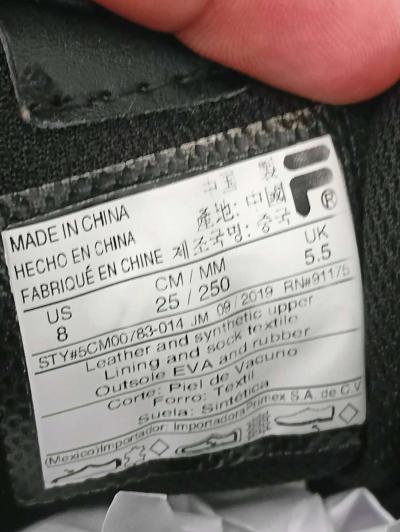 中国 製
MADE IN CHINA 產地: 中國
HECHO EN CHINA 제조국명: 중국
FABRIQUÉ EN CHINE
US CM / MM UK
8 25 / 250 5.5
STY#5CM00783-014 JM 09/2019 RN#91175
Leather and synthetic upper
Lining and sock textile
Outsole EVA and rubber
Corte: Piel de Vacuno
Forro: Textil
Suela: Sintética
(Mexico)Importador: ImportadoraPrimex S.A. de C.V
FILA®